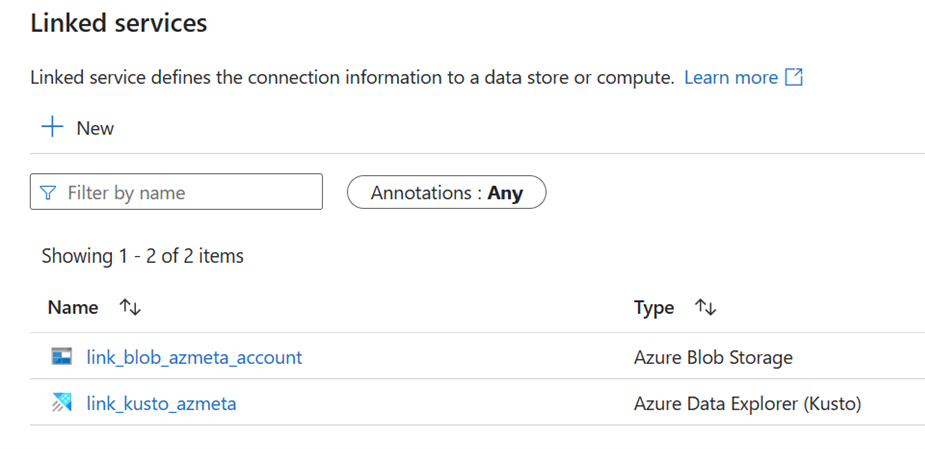 Linked services
Linked service defines the connection information to a data store or compute. Learn more
New
Filter by name Annotations : Any
Showing 1 - 2 of 2 items
Name Type
link_blob_azmeta_account Azure Blob Storage
link_kusto_azmeta Azure Data Explorer (Kusto)